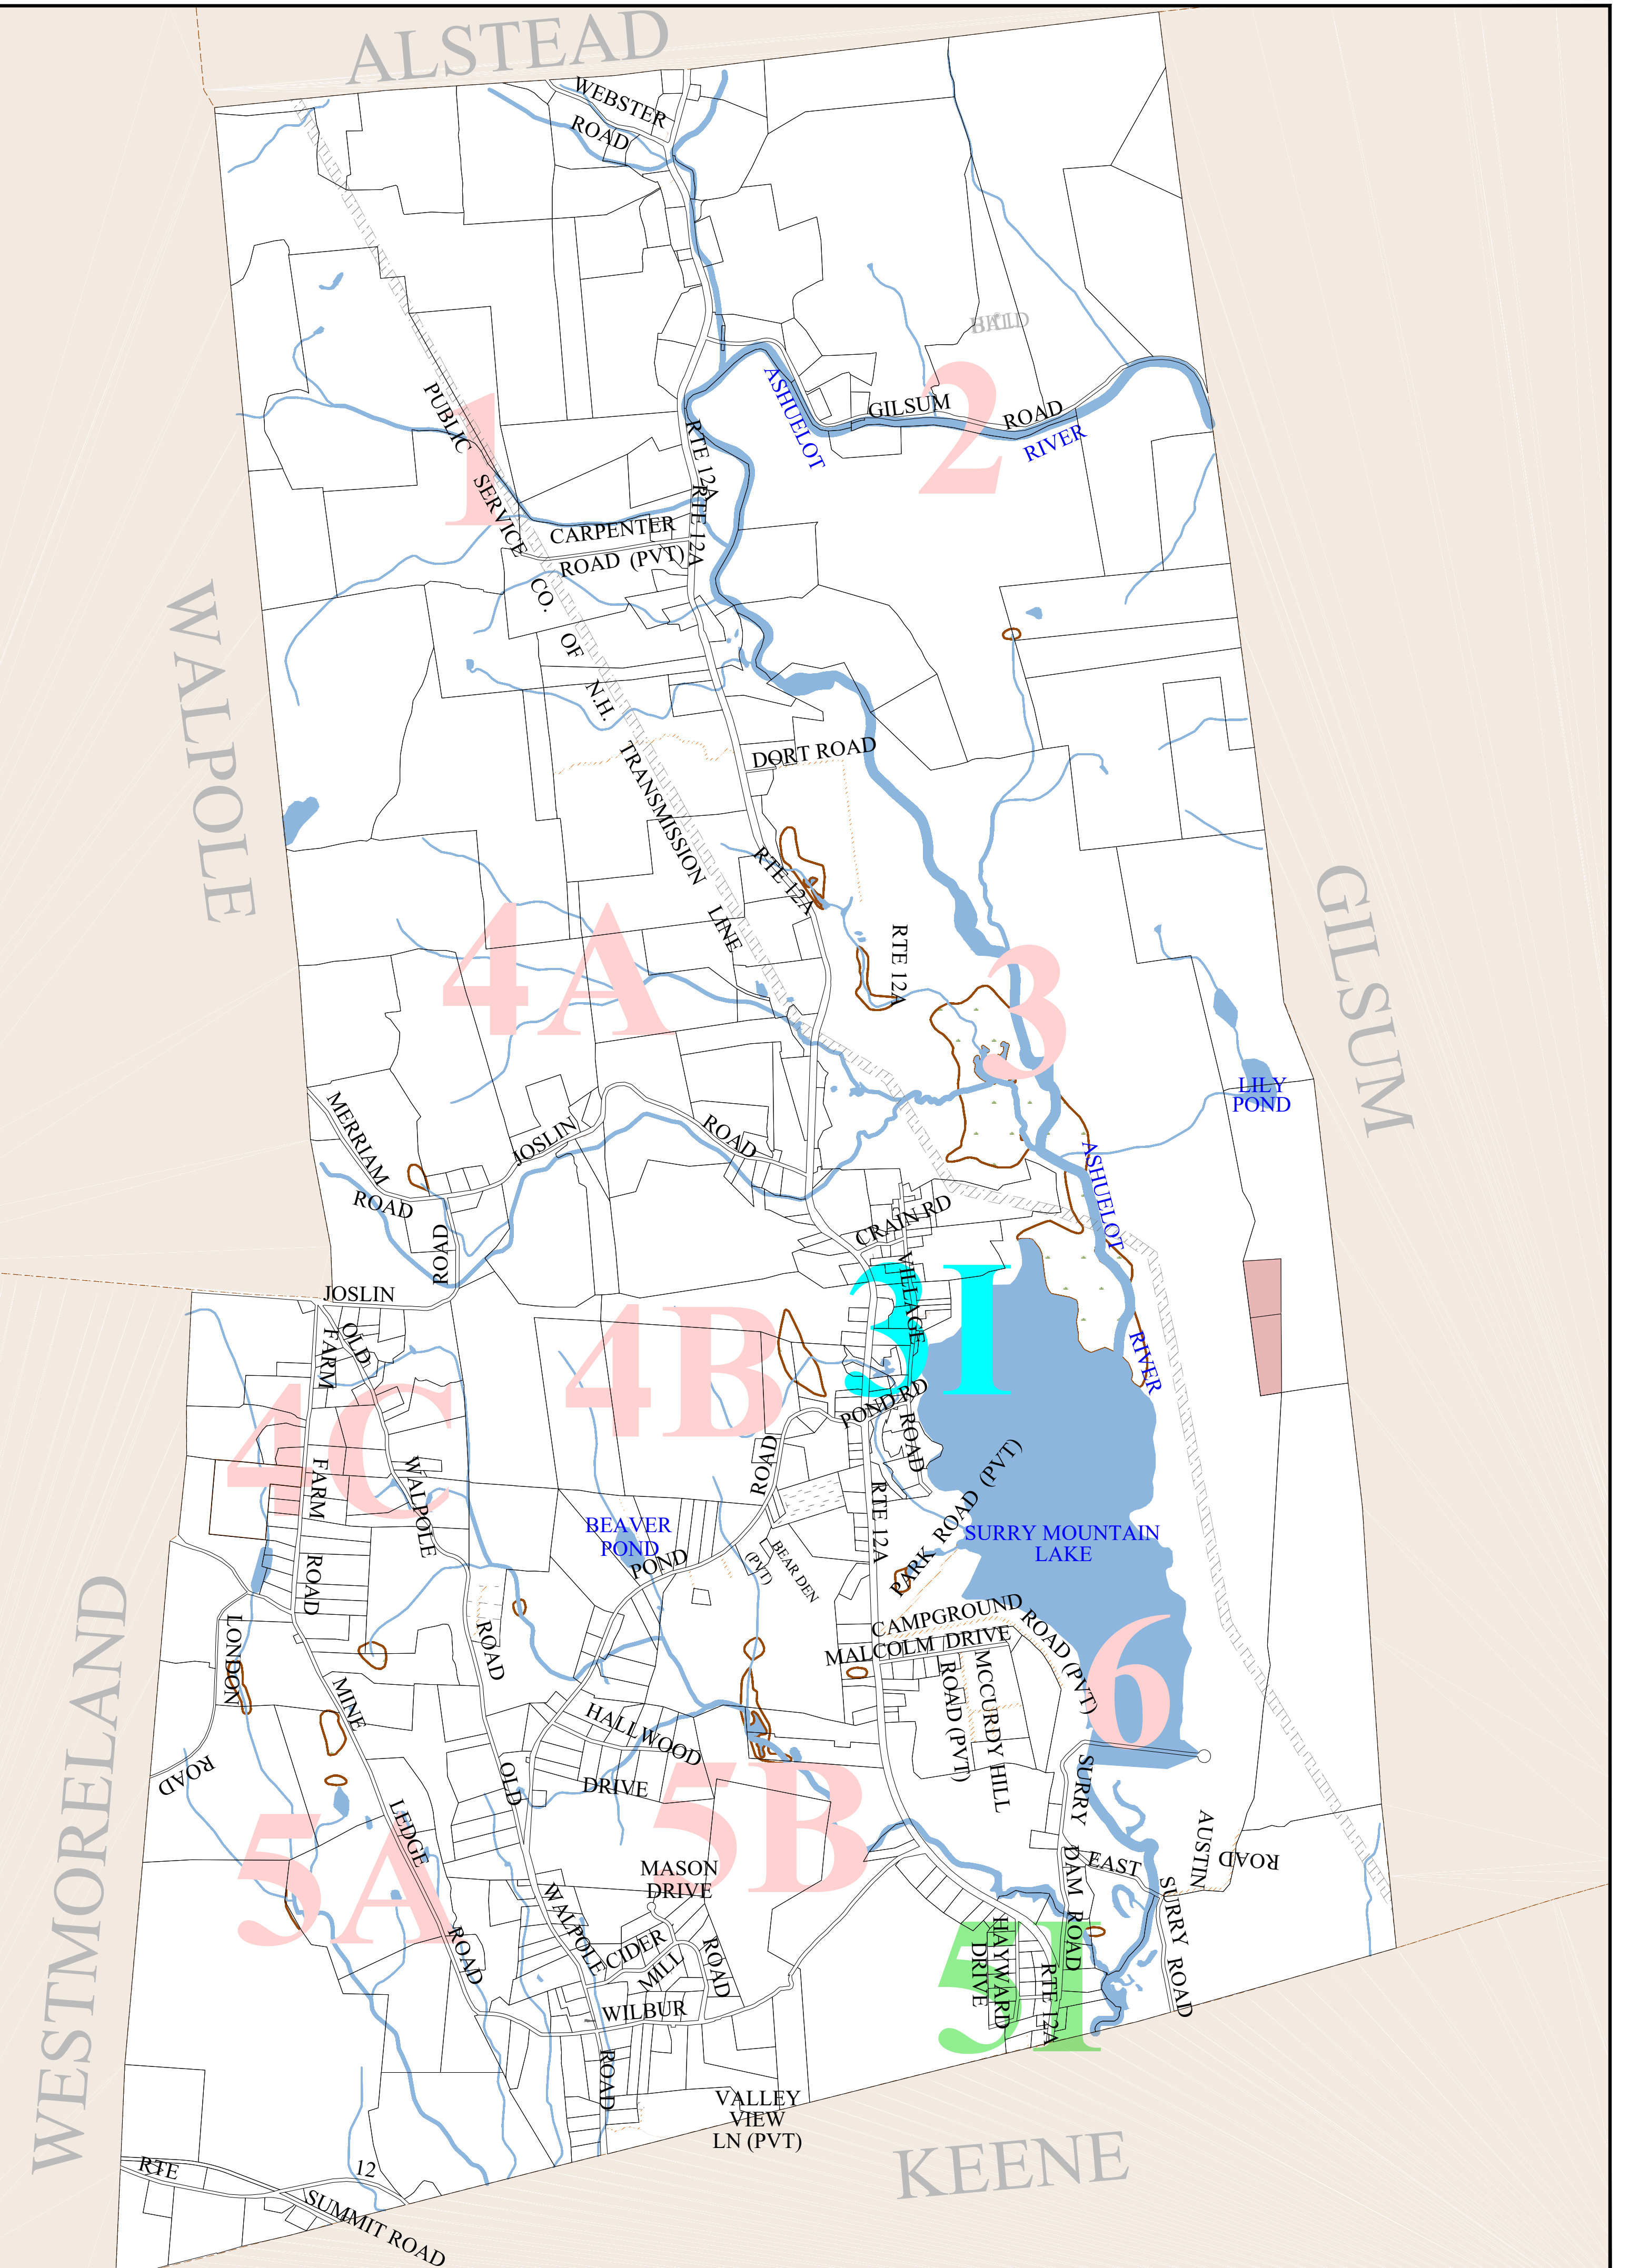 ALSTEAD
WEBSTER
ROAD
PUBLIC
SERVICE
CO.
OF
N.H.
TRANSMISSION
LINE
1
2
ASHUELOT
GILSUM
ROAD
RIVER
RTE 12A
RTE 12A
CARPENTER
ROAD (PVT)
WALPOLE
DORT ROAD
RTE 12A
RTE 12A
4A
3
GILSUM
LILY
POND
MERRIAM
ROAD
JOSLIN
ROAD
ROAD
JOSLIN
CRAIN RD
VILLAGE
ROAD
ASHUELOT
RIVER
3I
4B
4C
OLD
FARM
FARM
ROAD
WALPOLE
ROAD
POND RD
ROAD
POND
BEAVER
POND
BEAR DEN
(PVT)
RTE 12A
PARK ROAD (PVT)
SURRY MOUNTAIN
LAKE
CAMPGROUND
ROAD (PVT)
MALCOLM DRIVE
MCCURDY HILL
ROAD (PVT)
6
WESTMORELAND
LONDON
ROAD
MINE
LEDGE
ROAD
HALLWOOD
DRIVE
OLD
WALPOLE
ROAD
5A
5B
MASON
DRIVE
CIDER
MILL
ROAD
WILBUR
SURRY
DAM ROAD
EAST
SURRY ROAD
AUSTIN
ROAD
5I
HAYWARD
DRIVE
RTE 12A
VALLEY
VIEW
LN (PVT)
KEENE
RTE
12
SUMMIT ROAD